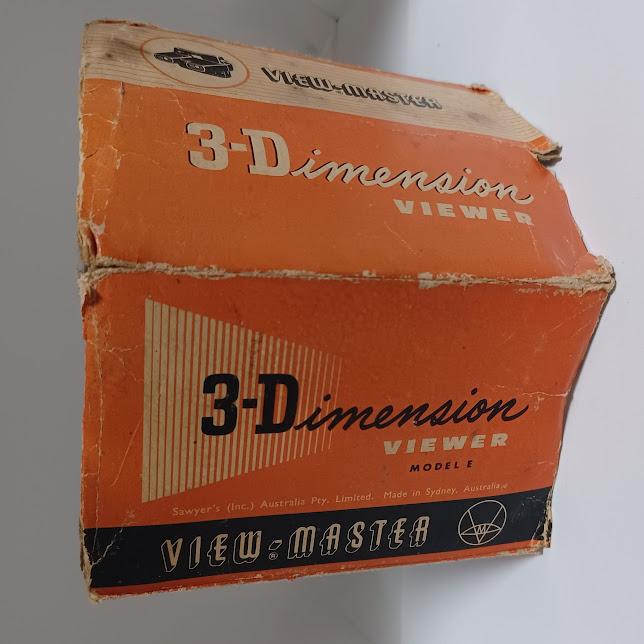 VIEW-MASTER
3-Dimension
VIEWER
3-Dimension
VIEWER
MODEL E
Sawyer's (Inc.) Australia Pty. Limited. Made in Sydney, Australia.
VIEW-MASTER ®